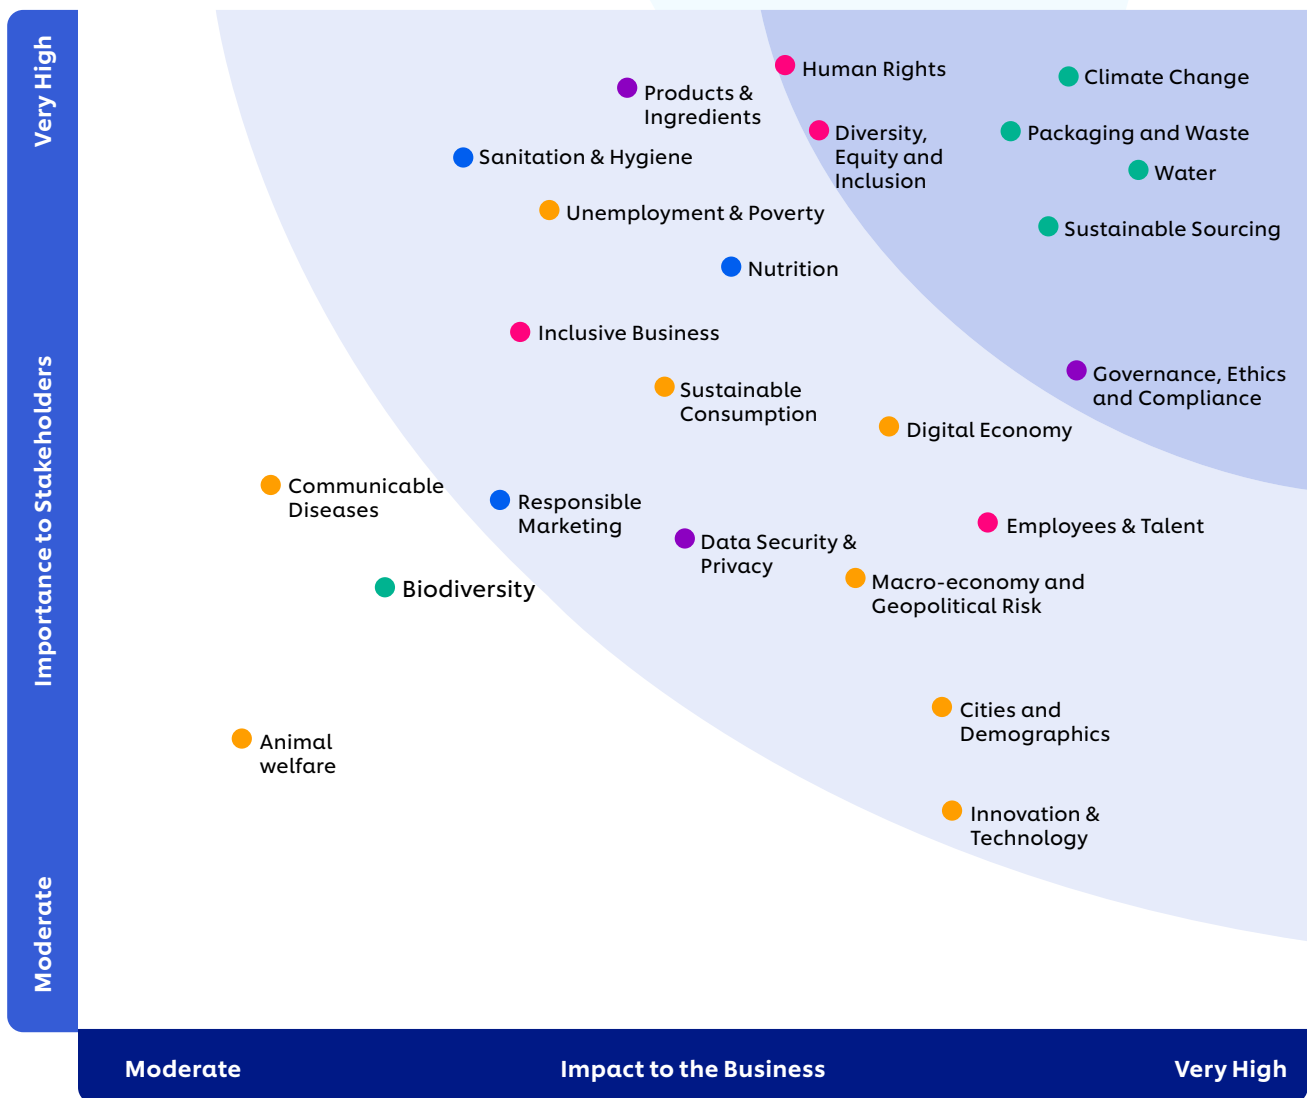 Very High
Importance to Stakeholders
Moderate
Human Rights
Climate Change
Products &
Ingredients
Diversity,
Equity and
Inclusion
Packaging and Waste
Sanitation & Hygiene
Water
Unemployment & Poverty
Sustainable Sourcing
Nutrition
Inclusive Business
Governance, Ethics
and Compliance
Sustainable
Consumption
Digital Economy
Communicable
Diseases
Responsible
Marketing
Employees & Talent
Data Security &
Privacy
Macro-economy and
Geopolitical Risk
Biodiversity
Cities and
Demographics
Animal
welfare
Innovation &
Technology
Moderate
Impact to the Business
Very High